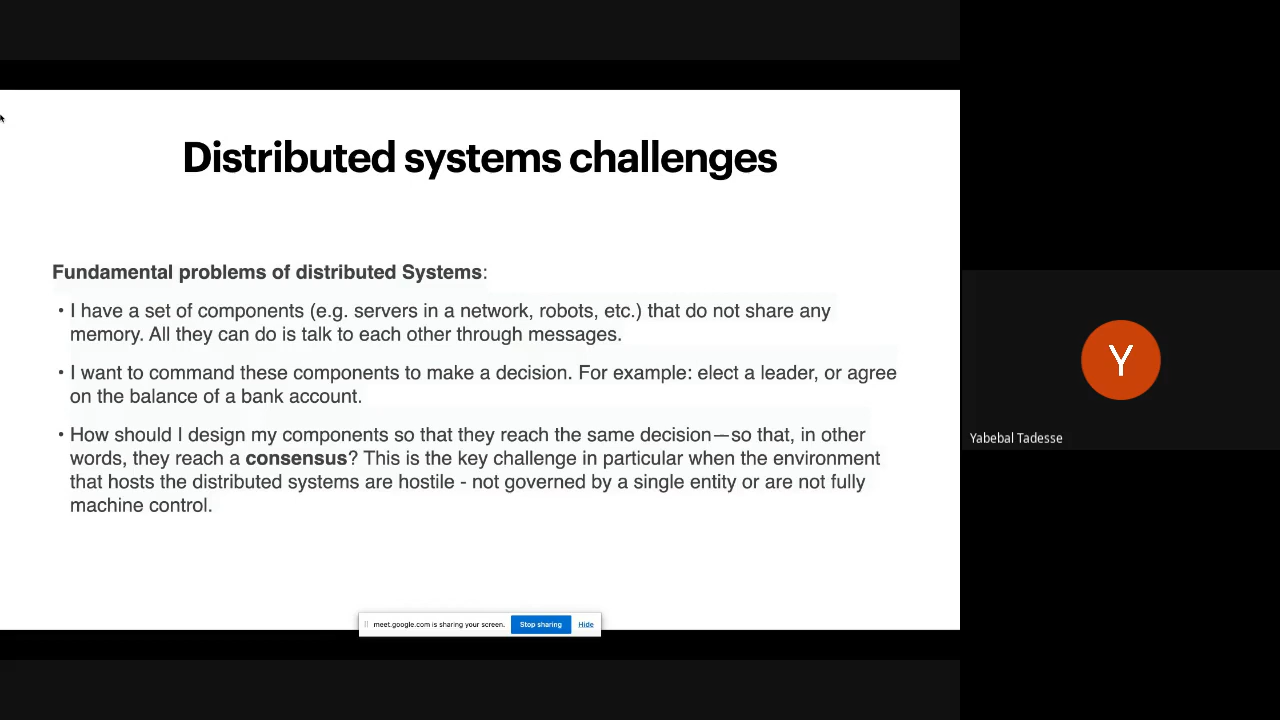 Distributed systems challenges
Fundamental problems of distributed Systems:
• I have a set of components (e.g. servers in a network, robots, etc.) that do not share any
memory. All they can do is talk to each other through messages.
• I want to command these components to make a decision. For example: elect a leader, or agree
on the balance of a bank account.
• How should I design my components so that they reach the same decision—so that, in other
words, they reach a consensus? This is the key challenge in particular when the environment
that hosts the distributed systems are hostile - not governed by a single entity or are not fully
machine control.
meet.google.com is sharing your screen. Stop sharing Hide
Y
Yabebal Tadesse